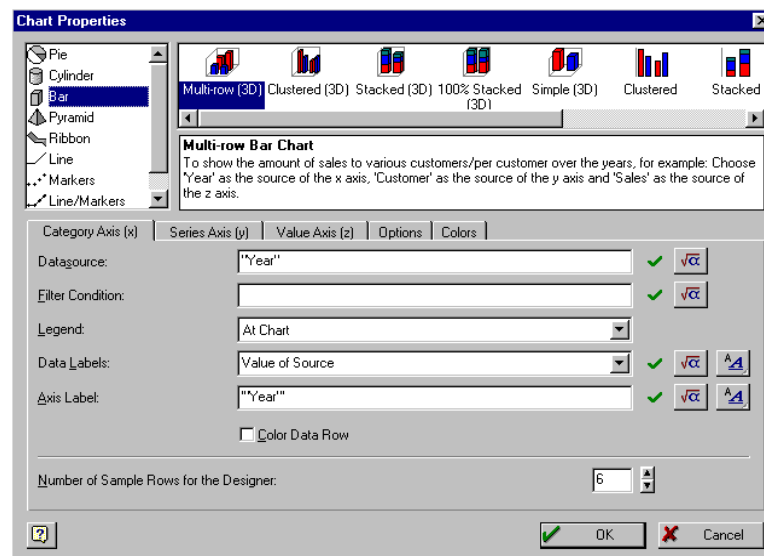 Chart Properties
Pie
Cylinder
Bar
Pyramid
Ribbon
Line
Markers
Line/Markers
Multi-row (3D) Clustered (3D) Stacked (3D) 100% Stacked (3D) Simple (3D) Clustered Stacked
Multi-row Bar Chart
To show the amount of sales to various customers/per customer over the years, for example: Choose
'Year' as the source of the x axis, 'Customer' as the source of the y axis and 'Sales' as the source of
the z axis.
Category Axis (x) Series Axis (y) Value Axis (z) Options Colors
Datasource: "Year"
Filter Condition:
Legend: At Chart
Data Labels: Value of Source
Axis Label: "'Year'"
Color Data Row
Number of Sample Rows for the Designer: 6
OK Cancel